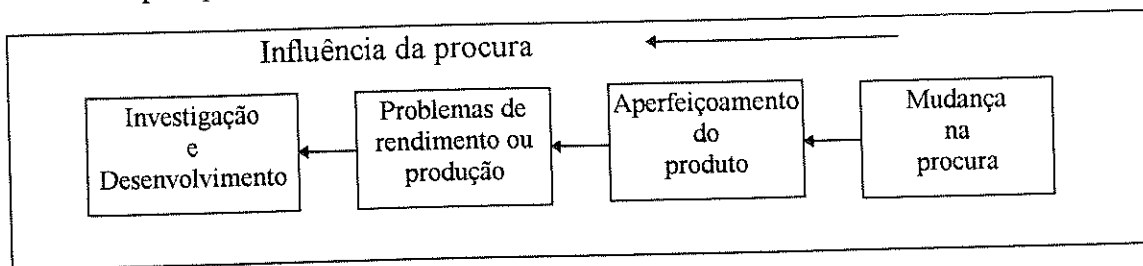 Influência da procura
Investigação
e
Desenvolvimento
Problemas de
rendimento ou
produção
Aperfeiçoamento
do
produto
Mudança
na
procura